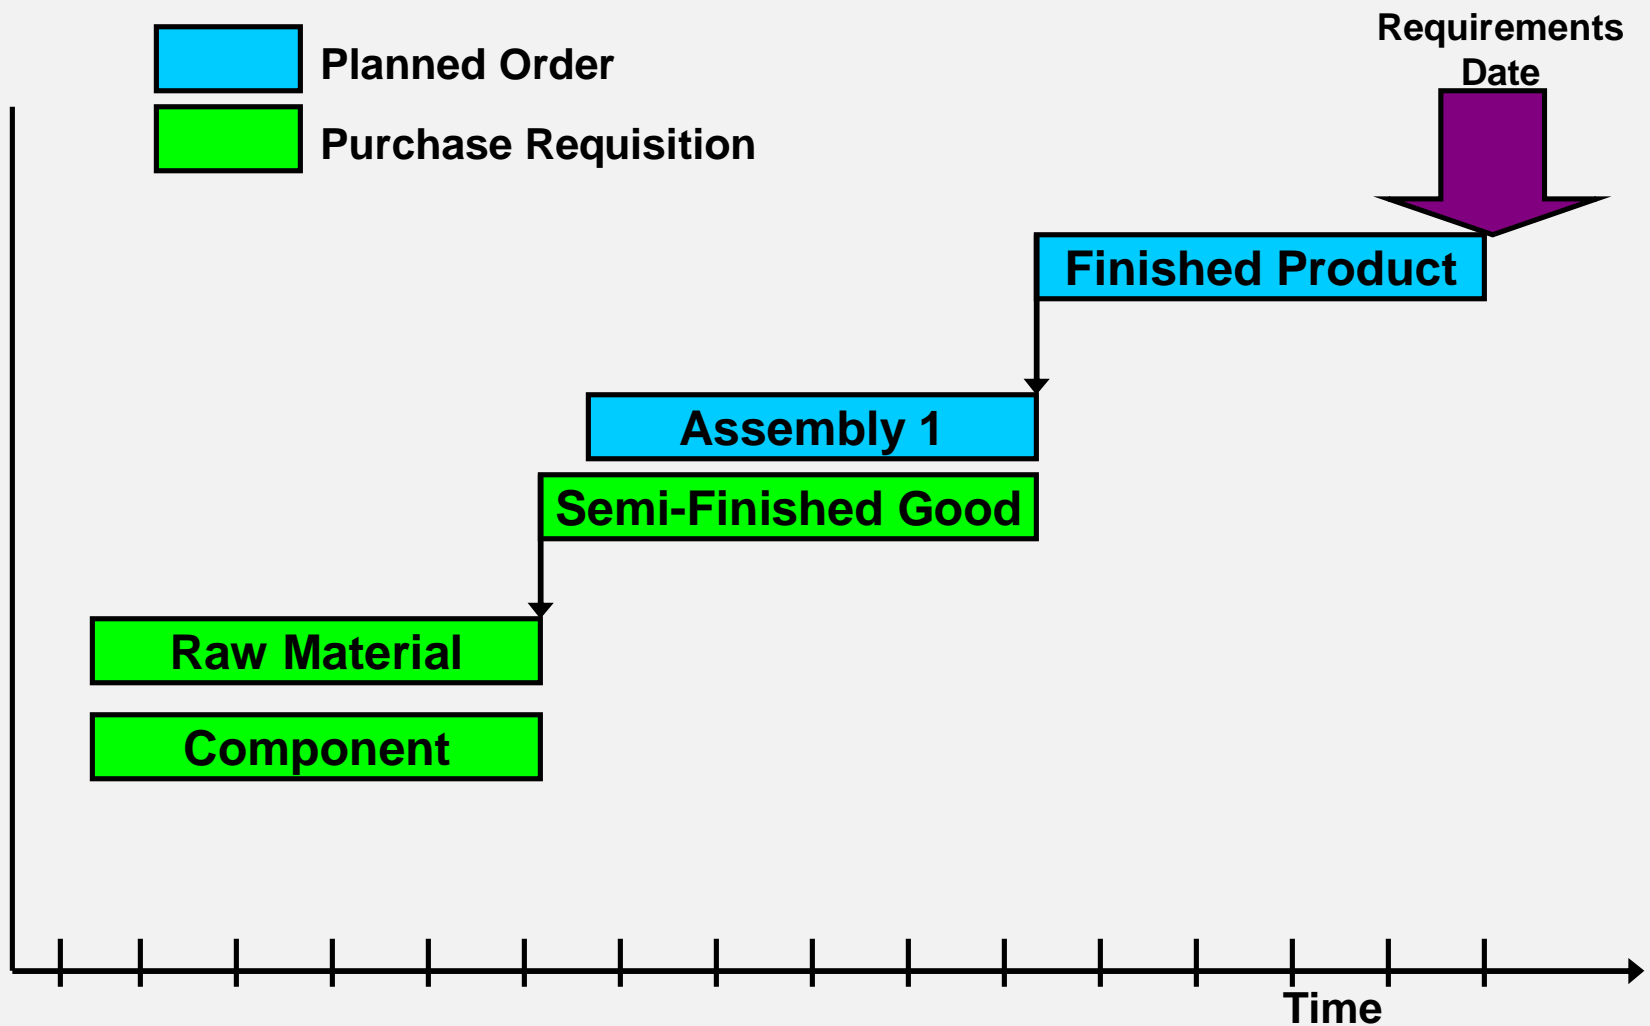 Requirements
Date
Planned Order
Purchase Requisition
Finished Product
Assembly 1
Semi-Finished Good
Raw Material
Component
Time